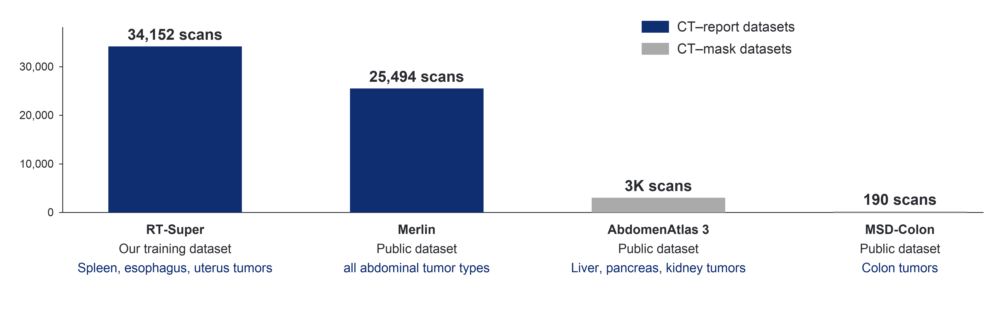 CT–report datasets
CT–mask datasets
34,152 scans
25,494 scans
3K scans
190 scans
30,000
20,000
10,000
0
RT-Super
Our training dataset
Spleen, esophagus, uterus tumors
Merlin
Public dataset
all abdominal tumor types
AbdomenAtlas 3
Public dataset
Liver, pancreas, kidney tumors
MSD-Colon
Public dataset
Colon tumors